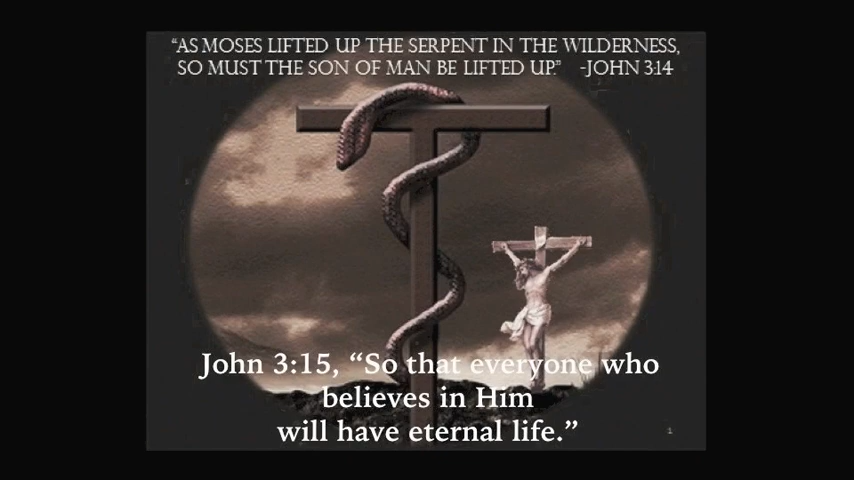 “AS MOSES LIFTED UP THE SERPENT IN THE WILDERNESS,
SO MUST THE SON OF MAN BE LIFTED UP.” -JOHN 3:14
John 3:15, “So that everyone who
believes in Him
will have eternal life.”
1